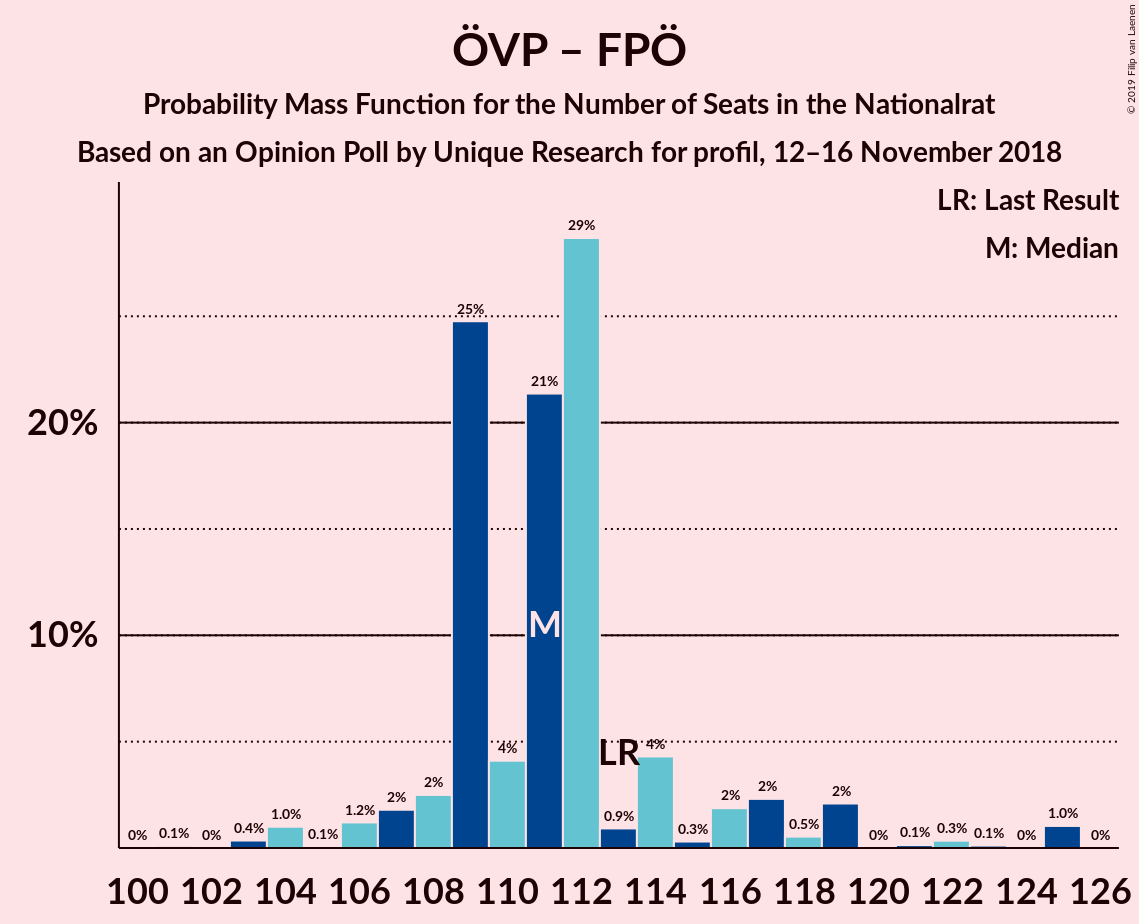 ÖVP – FPÖ
Probability Mass Function for the Number of Seats in the Nationalrat
Based on an Opinion Poll by Unique Research for profil, 12–16 November 2018
© 2019 Filip van Laenen
LR: Last Result
M: Median
20%
10%
0% 0.1% 0% 0.4% 1.0% 0.1% 1.2% 2% 2% 25% 4% 21% 29% 0.9% 4% 0.3% 2% 2% 0.5% 2% 0% 0.1% 0.3% 0.1% 0% 1.0% 0%
M
LR
100 102 104 106 108 110 112 114 116 118 120 122 124 126